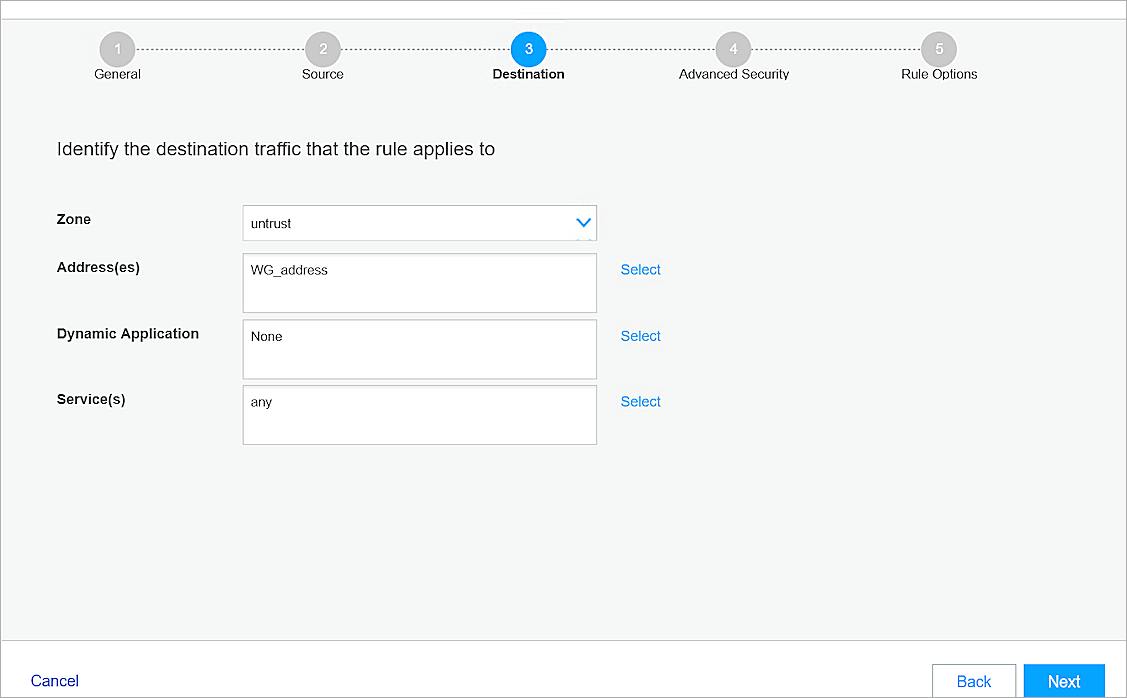 1 2 3 4 5
General Source Destination Advanced Security Rule Options
Identify the destination traffic that the rule applies to
Zone untrust
Address(es) WG_address Select
Dynamic Application None Select
Service(s) any Select
Cancel Back Next